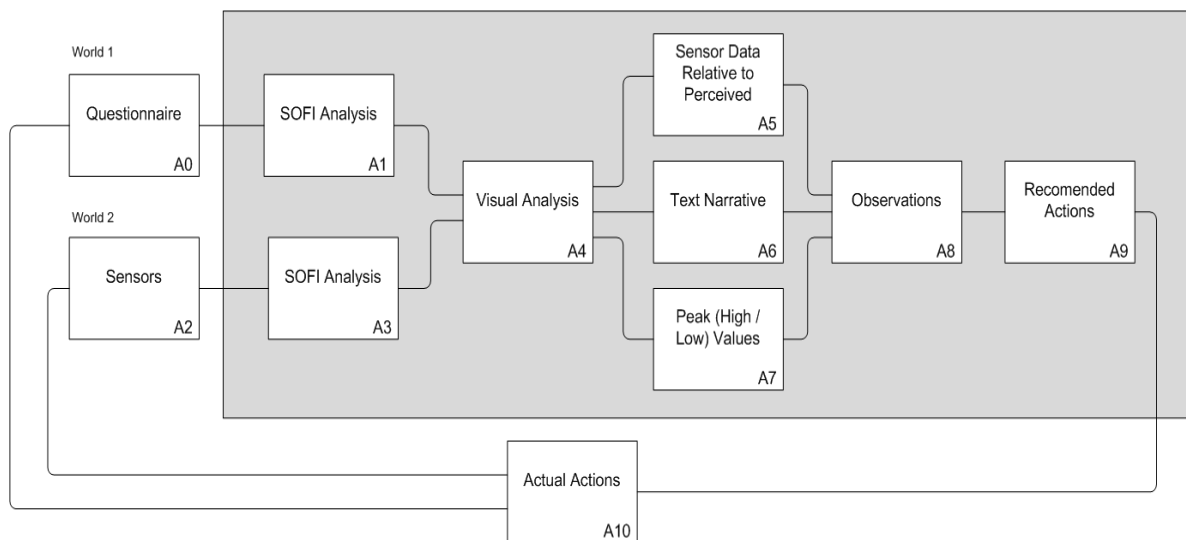 World 1
Questionnaire
A0
SOFI Analysis
A1
World 2
Sensors
A2
SOFI Analysis
A3
Visual Analysis
A4
Sensor Data
Relative to
Perceived
A5
Text Narrative
A6
Peak (High /
Low) Values
A7
Observations
A8
Recomended
Actions
A9
Actual Actions
A10